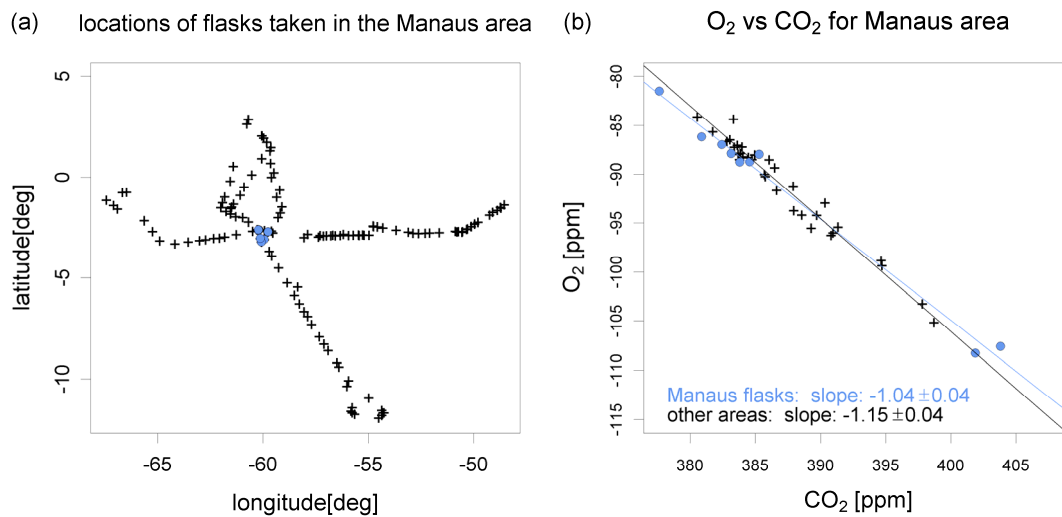 (a) locations of flasks taken in the Manaus area
5
0
-5
-10
latitude[deg]
-65 -60 -55 -50
longitude[deg]
(b) O₂ vs CO₂ for Manaus area
-80
-85
-90
-95
-100
-105
-110
-115
O₂ [ppm]
Manaus flasks: slope: -1.04±0.04
other areas: slope: -1.15±0.04
380 385 390 395 400 405
CO₂ [ppm]